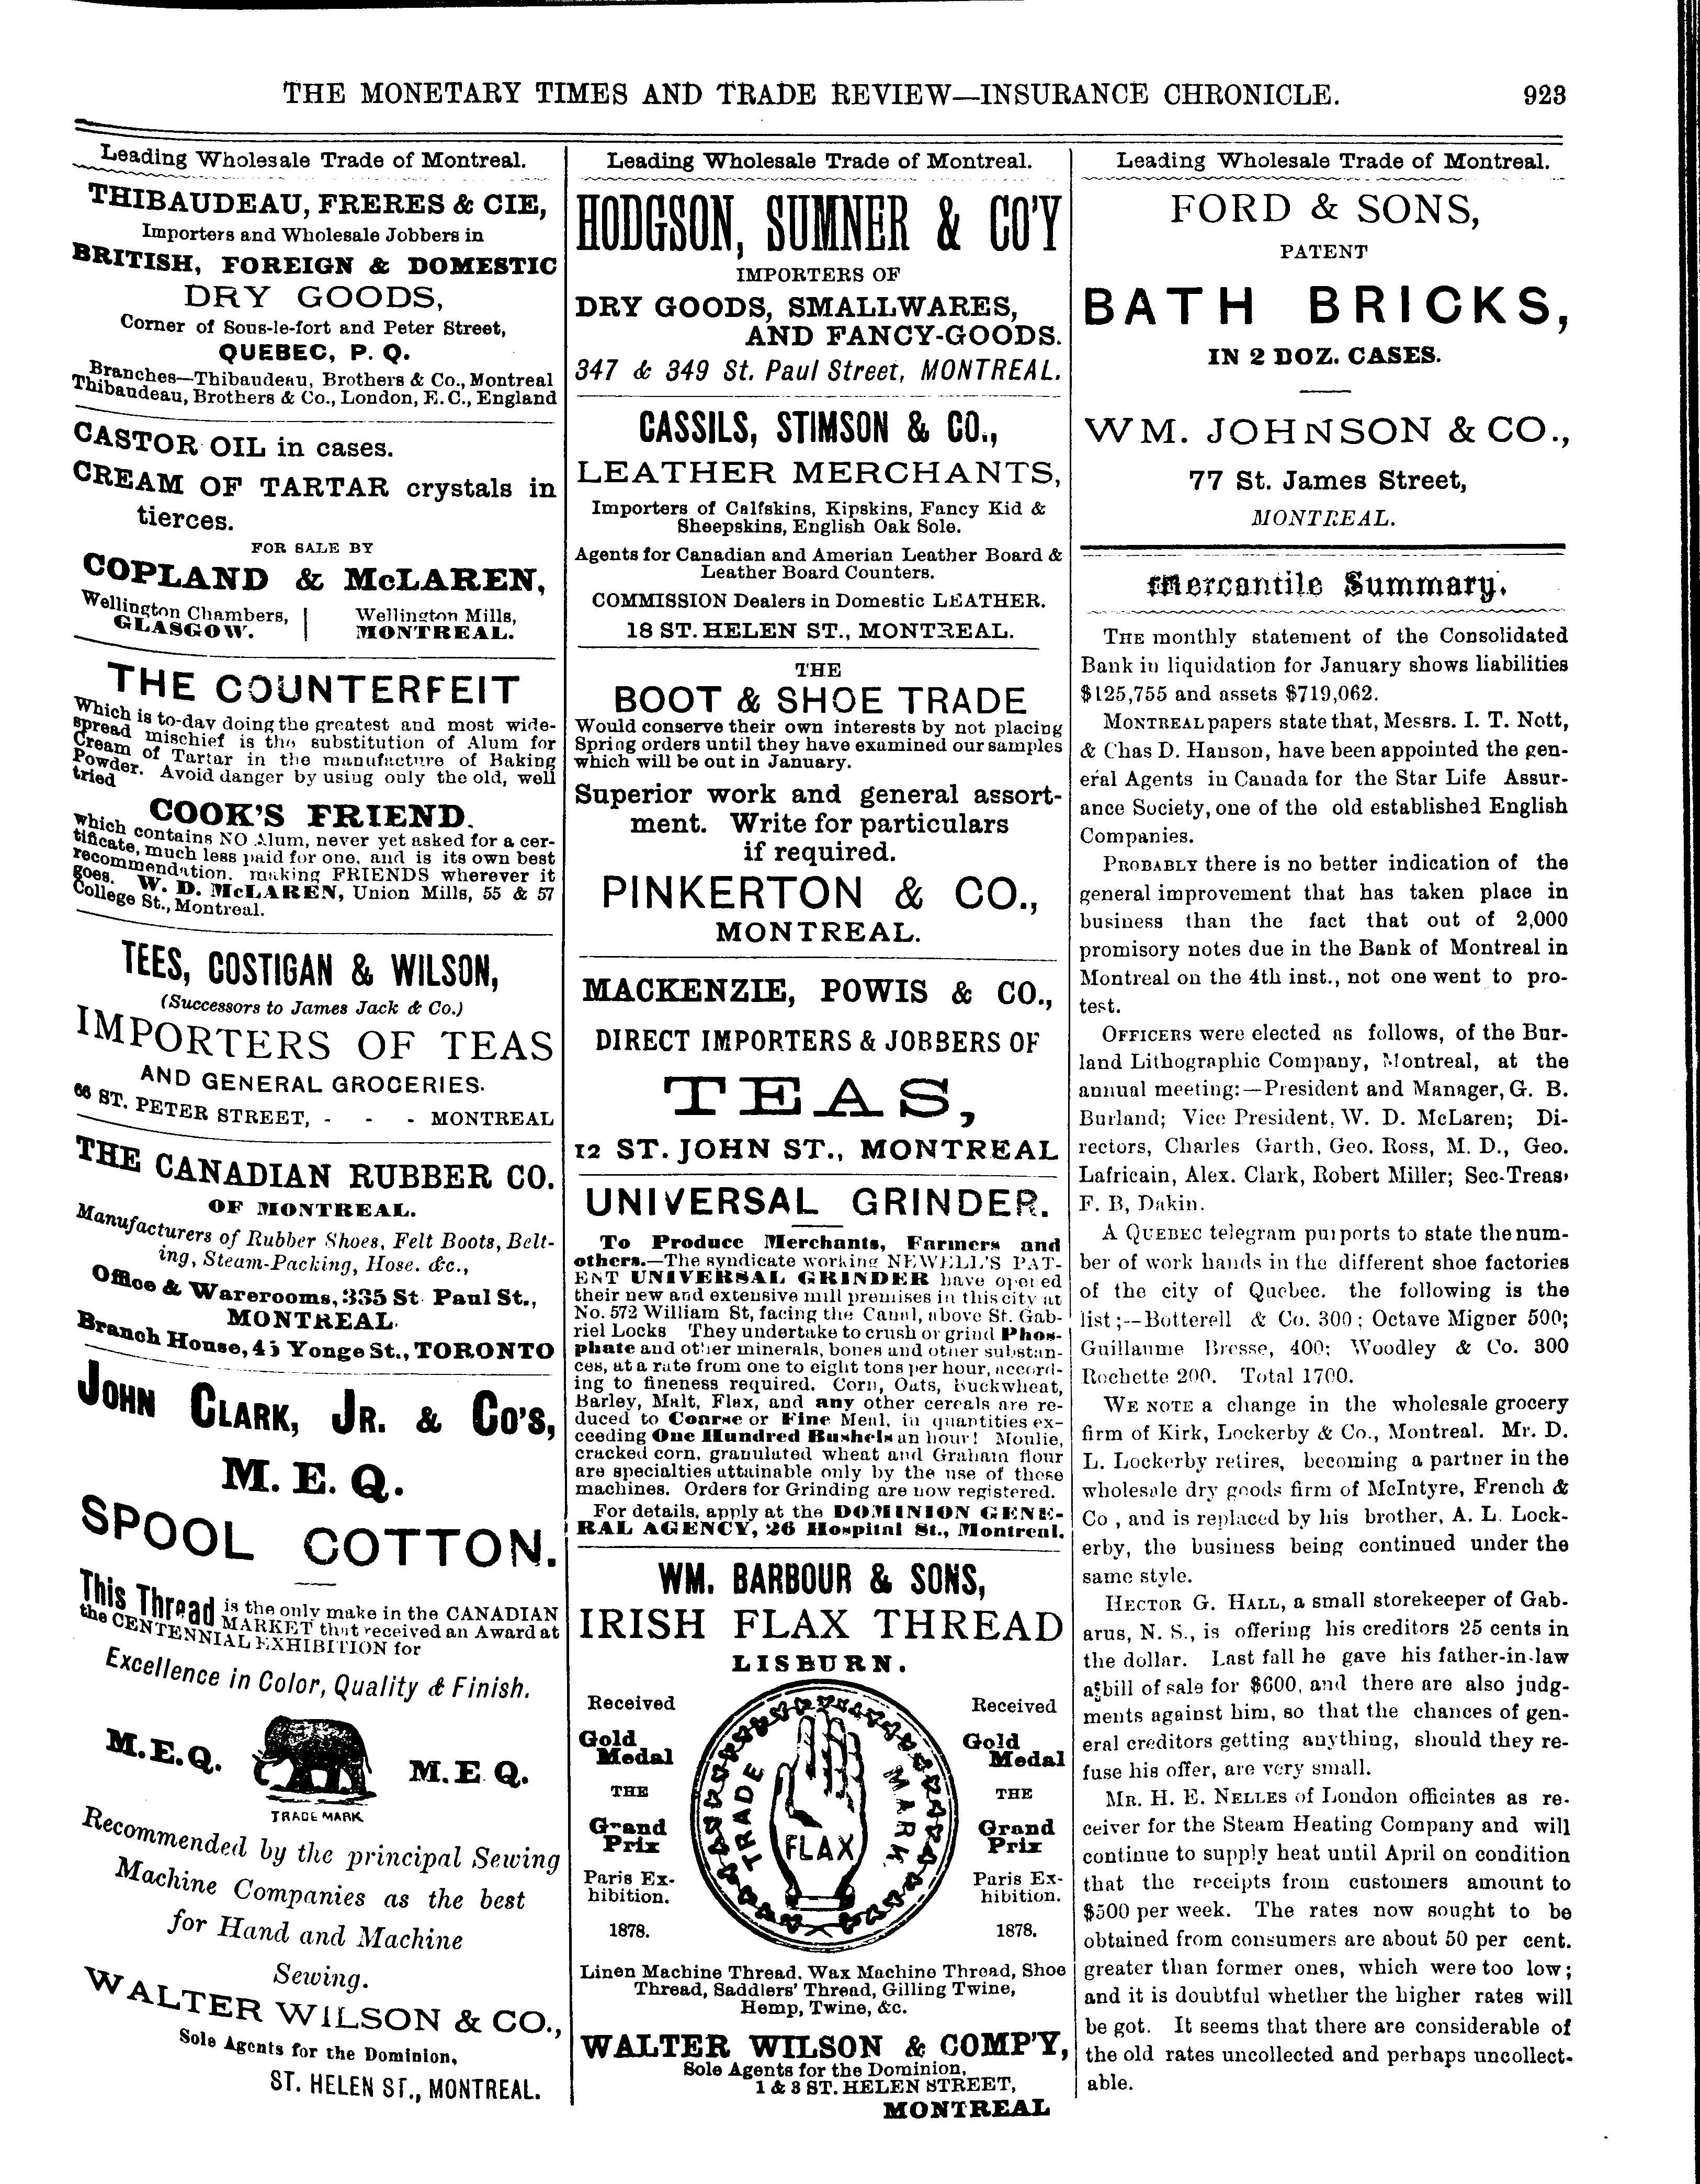 THE MONETARY TIMES AND TRADE REVIEW—INSURANCE CHRONICLE. 923
Leading Wholesale Trade of Montreal.
THIBAUDEAU, FRERES & CIE,
Importers and Wholesale Jobbers in
BRITISH, FOREIGN & DOMESTIC
DRY GOODS,
Corner of Sous-le-fort and Peter Street,
QUEBEC, P. Q.
Branches—Thibaudeau, Brothers & Co., Montreal
Thibaudeau, Brothers & Co., London, E.C., England
CASTOR OIL in cases.
CREAM OF TARTAR crystals in
tierces.
FOR SALE BY
COPLAND & McLAREN,
Wellington Chambers, | Wellington Mills,
GLASGOW. | MONTREAL.
THE COUNTERFEIT
Which is to-day doing the greatest and most wide-
spread mischief is the substitution of Alum for
Cream of Tartar in the manufacture of Baking
Powder. Avoid danger by using only the old, well
tried
COOK'S FRIEND.
Which contains NO Alum, never yet asked for a cer-
tificate, much less paid for one, and is its own best
recommendation, making FRIENDS wherever it
goes. W. D. McLAREN, Union Mills, 55 & 57
College St., Montreal.
TEES, COSTIGAN & WILSON,
(Successors to James Jack & Co.)
IMPORTERS OF TEAS
AND GENERAL GROCERIES.
66 ST. PETER STREET, - - - MONTREAL
THE CANADIAN RUBBER CO.
OF MONTREAL.
Manufacturers of Rubber Shoes, Felt Boots, Belt-
ing, Steam-Packing, Hose, &c.,
Office & Warerooms, 335 St. Paul St.,
MONTREAL.
Branch House, 45 Yonge St., TORONTO
JOHN CLARK, JR. & CO'S,
M. E. Q.
SPOOL COTTON.
This Thread is the only make in the CANADIAN
MARKET that received an Award at
the CENTENNIAL EXHIBITION for
Excellence in Color, Quality & Finish.
M.E.Q. M.E.Q.
TRADE MARK
Recommended by the principal Sewing
Machine Companies as the best
for Hand and Machine
Sewing.
WALTER WILSON & CO.,
Sole Agents for the Dominion,
ST. HELEN ST., MONTREAL.
Leading Wholesale Trade of Montreal.
HODGSON, SUMNER & CO'Y
IMPORTERS OF
DRY GOODS, SMALLWARES,
AND FANCY-GOODS.
347 & 349 St. Paul Street, MONTREAL.
CASSILS, STIMSON & CO.,
LEATHER MERCHANTS,
Importers of Calfskins, Kipskins, Fancy Kid &
Sheepskins, English Oak Sole.
Agents for Canadian and Amerian Leather Board &
Leather Board Counters.
COMMISSION Dealers in Domestic LEATHER.
18 ST. HELEN ST., MONTREAL.
THE
BOOT & SHOE TRADE
Would conserve their own interests by not placing
Spring orders until they have examined our samples
which will be out in January.
Superior work and general assort-
ment. Write for particulars
if required.
PINKERTON & CO.,
MONTREAL.
MACKENZIE, POWIS & CO.,
DIRECT IMPORTERS & JOBBERS OF
TEAS,
12 ST. JOHN ST., MONTREAL
UNIVERSAL GRINDER.
To Produce Merchants, Farmers and
others.—The syndicate working NEWELL'S PAT-
ENT UNIVERSAL GRINDER have opened
their new and extensive mill premises in this city at
No. 572 William St, facing the Canal, above St. Gab-
riel Locks They undertake to crush or grind Phos-
phate and other minerals, bones and other substan-
ces, at a rate from one to eight tons per hour, accord-
ing to fineness required. Corn, Oats, Buckwheat,
Barley, Malt, Flax, and any other cereals are re-
duced to Coarse or Fine Meal, in quantities ex-
ceeding One Hundred Bushels an hour! Moulie,
cracked corn, granulated wheat and Graham flour
are specialties attainable only by the use of these
machines. Orders for Grinding are now registered.
For details, apply at the DOMINION GENE-
RAL AGENCY, 26 Hospital St., Montreal.
WM. BARBOUR & SONS,
IRISH FLAX THREAD
LISBURN.
Received
Gold
Medal
THE
Grand
Prix
Paris Ex-
hibition.
1878.
TRADE MARK
FLAX
Received
Gold
Medal
THE
Grand
Prix
Paris Ex-
hibition.
1878.
Linen Machine Thread, Wax Machine Thread, Shoe
Thread, Saddlers' Thread, Gilling Twine,
Hemp, Twine, &c.
WALTER WILSON & COMP'Y,
Sole Agents for the Dominion,
1 & 3 ST. HELEN STREET,
MONTREAL
Leading Wholesale Trade of Montreal.
FORD & SONS,
PATENT
BATH BRICKS,
IN 2 DOZ. CASES.
WM. JOHNSON & CO.,
77 St. James Street,
MONTREAL.
Mercantile Summary.
THE monthly statement of the Consolidated
Bank in liquidation for January shows liabilities
$125,755 and assets $719,062.
MONTREAL papers state that, Messrs. I. T. Nott,
& Chas D. Hanson, have been appointed the gen-
eral Agents in Canada for the Star Life Assur-
ance Society, one of the old established English
Companies.
PROBABLY there is no better indication of the
general improvement that has taken place in
business than the fact that out of 2,000
promisory notes due in the Bank of Montreal in
Montreal on the 4th inst., not one went to pro-
test.
OFFICERS were elected as follows, of the Bur-
land Lithographic Company, Montreal, at the
annual meeting:—President and Manager, G. B.
Burland; Vice President, W. D. McLaren; Di-
rectors, Charles Garth, Geo. Ross, M. D., Geo.
Lafricain, Alex. Clark, Robert Miller; Sec-Treas,
F. B, Dakin.
A QUEBEC telegram purports to state the num-
ber of work hands in the different shoe factories
of the city of Quebec. the following is the
list;--Botterell & Co. 300; Octave Migner 500;
Guillaume Bresse, 400; Woodley & Co. 300
Rochette 200. Total 1700.
WE NOTE a change in the wholesale grocery
firm of Kirk, Lockerby & Co., Montreal. Mr. D.
L. Lockerby retires, becoming a partner in the
wholesale dry goods firm of McIntyre, French &
Co , and is replaced by his brother, A. L. Lock-
erby, the business being continued under the
same style.
HECTOR G. HALL, a small storekeeper of Gab-
arus, N. S., is offering his creditors 25 cents in
the dollar. Last fall he gave his father-in-law
a bill of sale for $600, and there are also judg-
ments against him, so that the chances of gen-
eral creditors getting anything, should they re-
fuse his offer, are very small.
MR. H. E. NELLES of London officiates as re-
ceiver for the Steam Heating Company and will
continue to supply heat until April on condition
that the receipts from customers amount to
$500 per week. The rates now sought to be
obtained from consumers are about 50 per cent.
greater than former ones, which were too low;
and it is doubtful whether the higher rates will
be got. It seems that there are considerable of
the old rates uncollected and perhaps uncollect-
able.